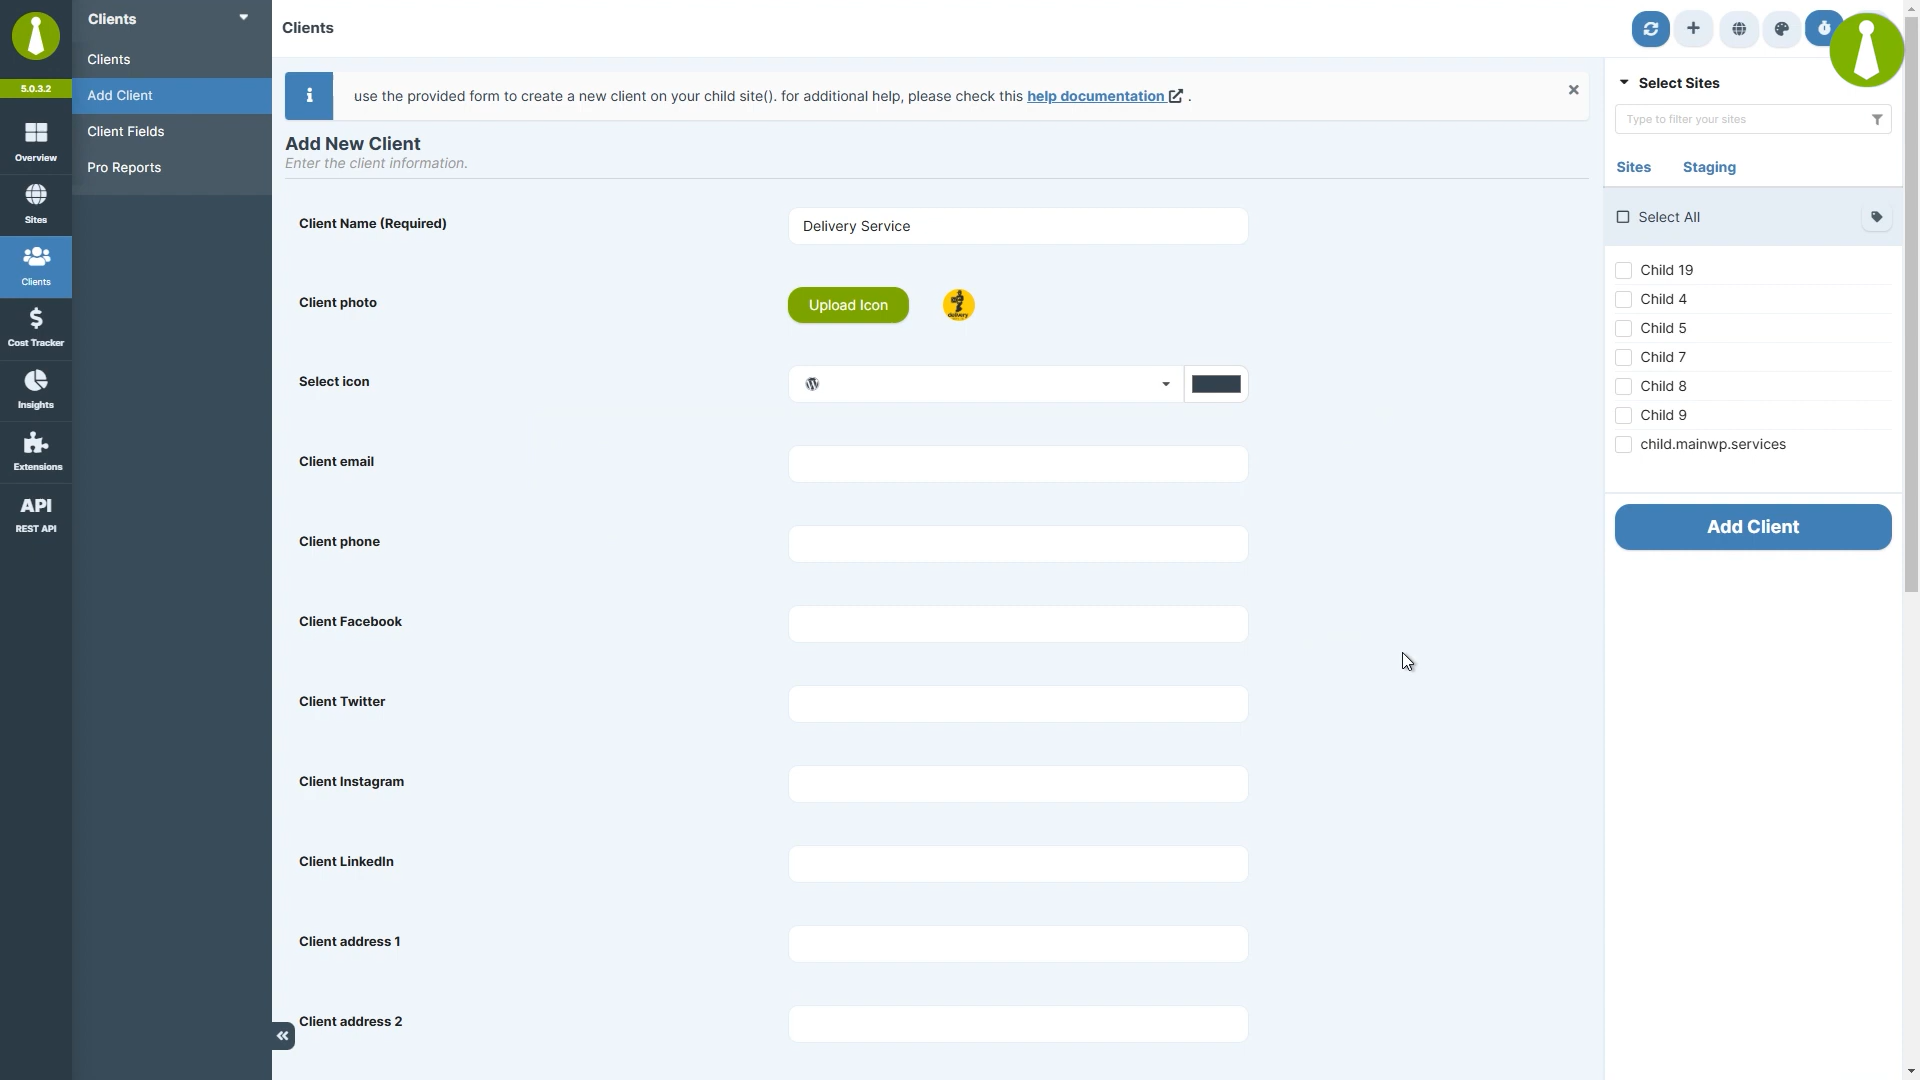 5.0.3.2
Overview
Sites
Clients
Cost Tracker
Insights
Extensions
API
REST API
Clients
Clients
Add Client
Client Fields
Pro Reports
Clients
use the provided form to create a new client on your child site(). for additional help, please check this help documentation .
Add New Client
Enter the client information.
Client Name (Required)
Delivery Service
Client photo
Upload Icon
Select icon
Client email
Client phone
Client Facebook
Client Twitter
Client Instagram
Client LinkedIn
Client address 1
Client address 2
Select Sites
Type to filter your sites
Sites Staging
Select All
Child 19
Child 4
Child 5
Child 7
Child 8
Child 9
child.mainwp.services
Add Client